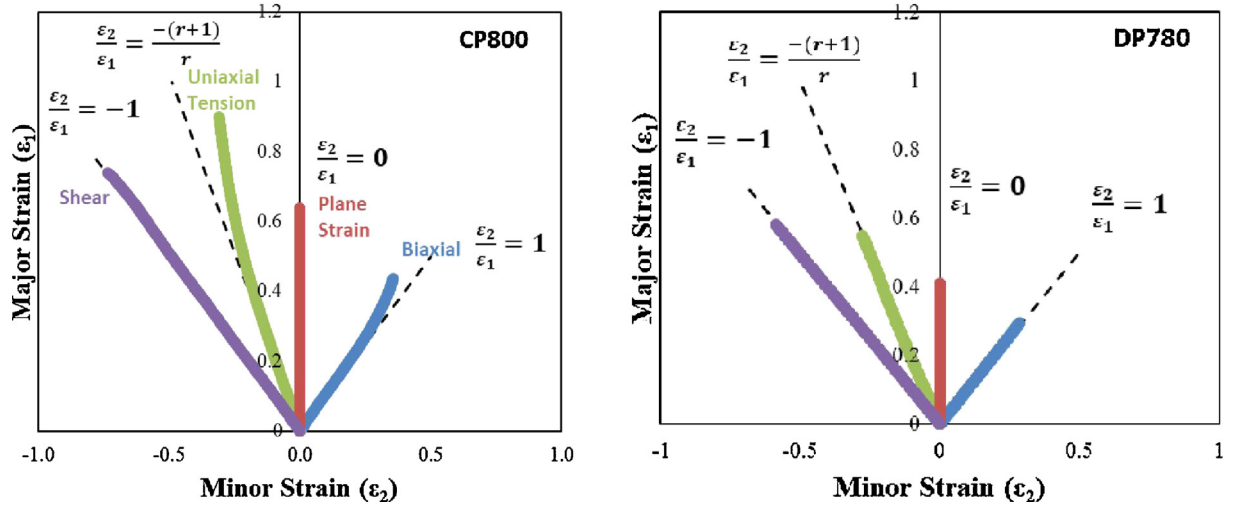 CP800
1.2
1
0.8
0.6
0.4
0.2
0
-1.0
-0.5
0.0
0.5
1.0
Major Strain (ε₁)
Minor Strain (ε₂)
ε₂/ε₁ = -(r+1)/r
Uniaxial
Tension
ε₂/ε₁ = -1
Shear
ε₂/ε₁ = 0
Plane
Strain
ε₂/ε₁ = 1
Biaxial
DP780
1.2
1
0.8
0.6
0.4
0.2
0
-1
-0.5
0
0.5
1
Major Strain (ε₁)
Minor Strain (ε₂)
ε₂/ε₁ = -(r+1)/r
ε₂/ε₁ = -1
ε₂/ε₁ = 0
ε₂/ε₁ = 1